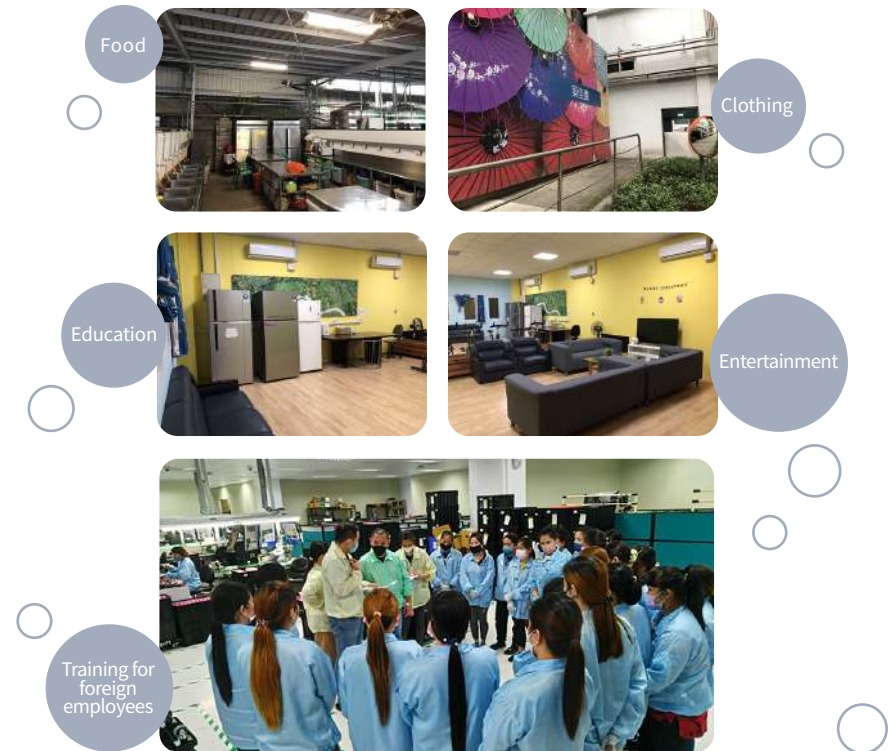 Food
Clothing
Education
Entertainment
Training for
foreign
employees